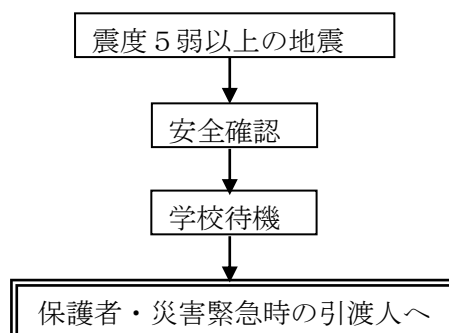 震度５弱以上の地震
安全確認
学校待機
保護者・災害緊急時の引渡人へ